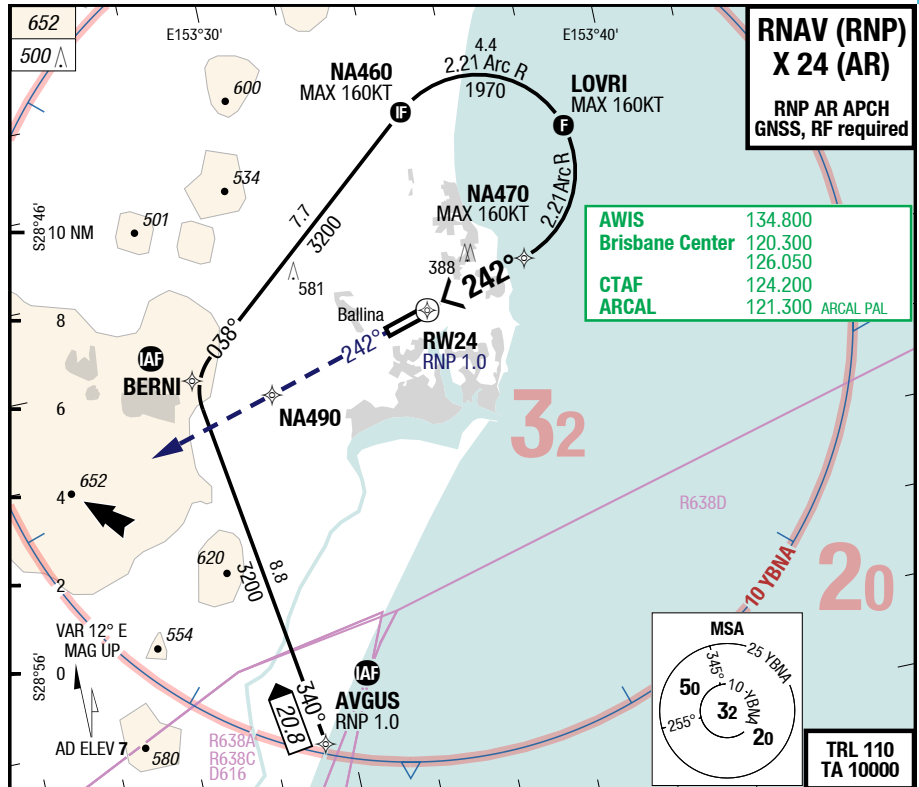 652
500
E153°30'
E153°40'
RNAV (RNP)
X 24 (AR)
RNP AR APCH
GNSS, RF required
NA460
MAX 160KT
IF
4.4
2.21 Arc R
1970
LOVRI
MAX 160KT
F
600
534
501
S28°46'
10 NM
7.7
3200
581
NA470
MAX 160KT
2.21 Arc R
388
242°
AWIS 134.800
Brisbane Center 120.300
126.050
CTAF 124.200
ARCAL 121.300 ARCAL PAL
8
Ballina
038°
242°
RW24
RNP 1.0
IAF
BERNI
6
NA490
32
4
652
R638D
620
8.8
3200
2
10 YBNA
20
VAR 12° E
MAG UP
554
S28°56'
0
IAF
AVGUS
RNP 1.0
340°
20.8
AD ELEV 7
580
R638A
R638C
D616
MSA
25 YBNA
345°
10 YBNA
50
32
255°
20
TRL 110
TA 10000